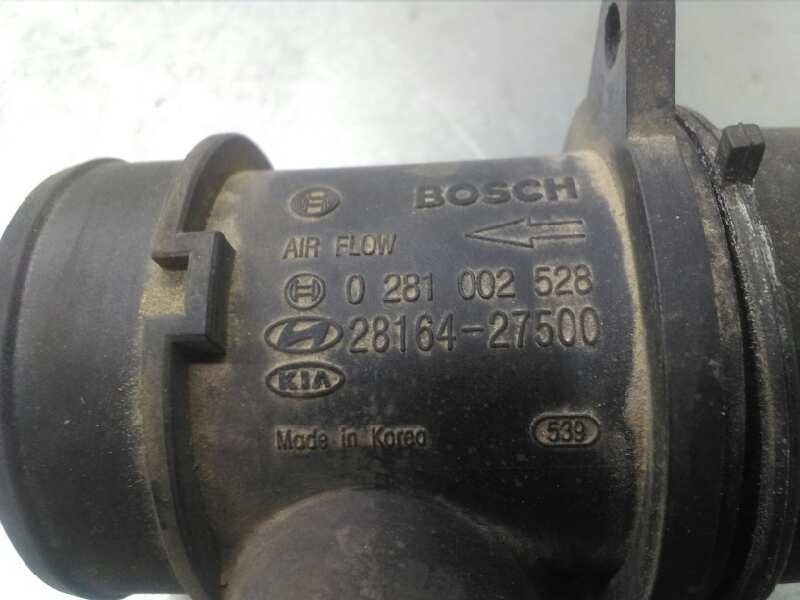 BOSCH
AIR FLOW
0 281 002 528
28164-27500
KIA
Made in Korea 539